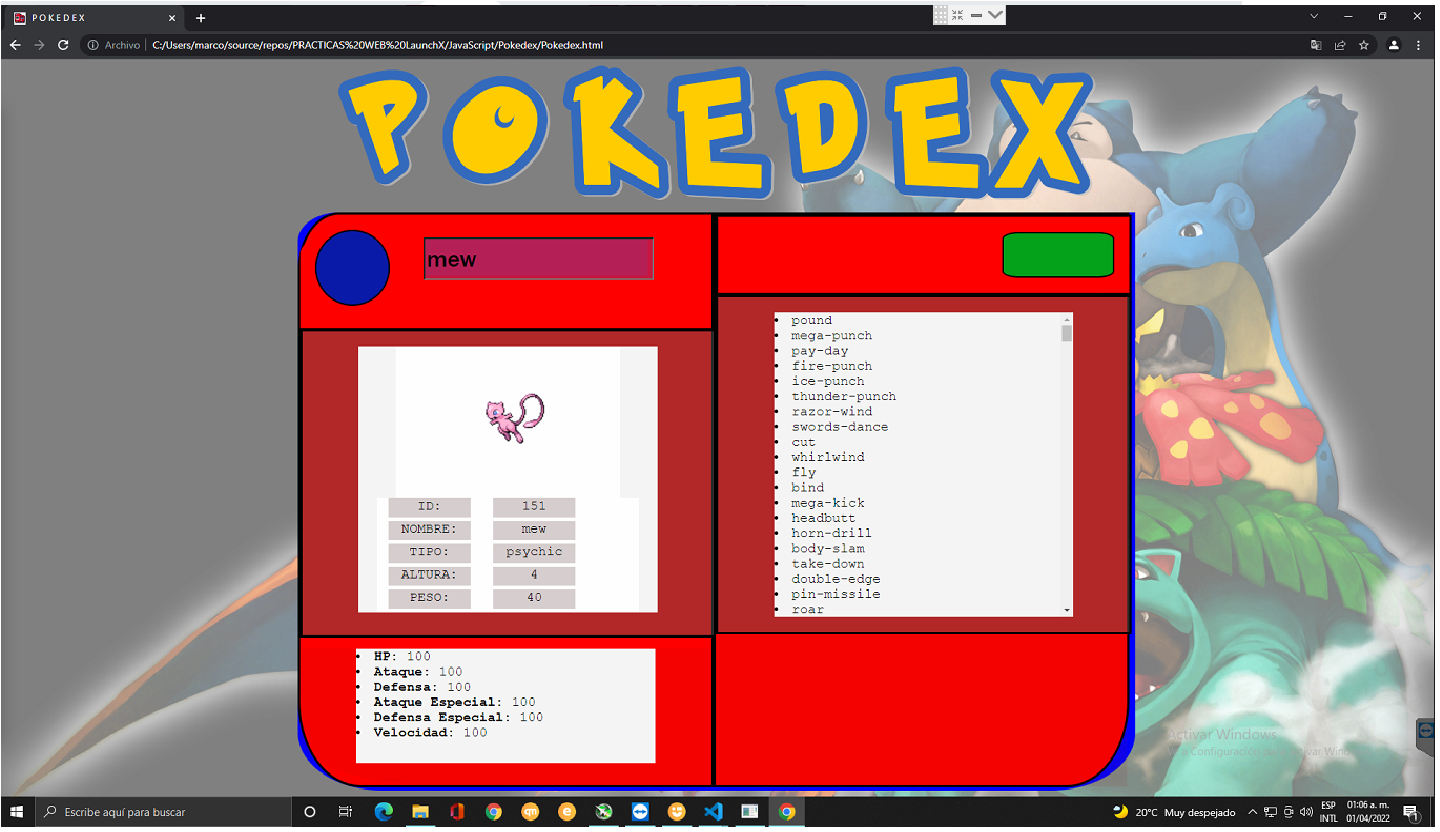 POKEDEX
Archivo
C:/Users/marco/source/repos/PRACTICAS%20WEB%20LaunchX/JavaScript/Pokedex/Pokedex.html
POKEDEX
mew
ID: 151
NOMBRE: mew
TIPO: psychic
ALTURA: 4
PESO: 40
HP: 100
Ataque: 100
Defensa: 100
Ataque Especial: 100
Defensa Especial: 100
Velocidad: 100
pound
mega-punch
pay-day
fire-punch
ice-punch
thunder-punch
razor-wind
swords-dance
cut
whirlwind
fly
bind
mega-kick
headbutt
horn-drill
body-slam
take-down
double-edge
pin-missile
roar
Activar Windows
Configuración
Escribe aquí para buscar
20°C Muy despejado
ESP
INTL
01:06 a. m.
01/04/2022
1